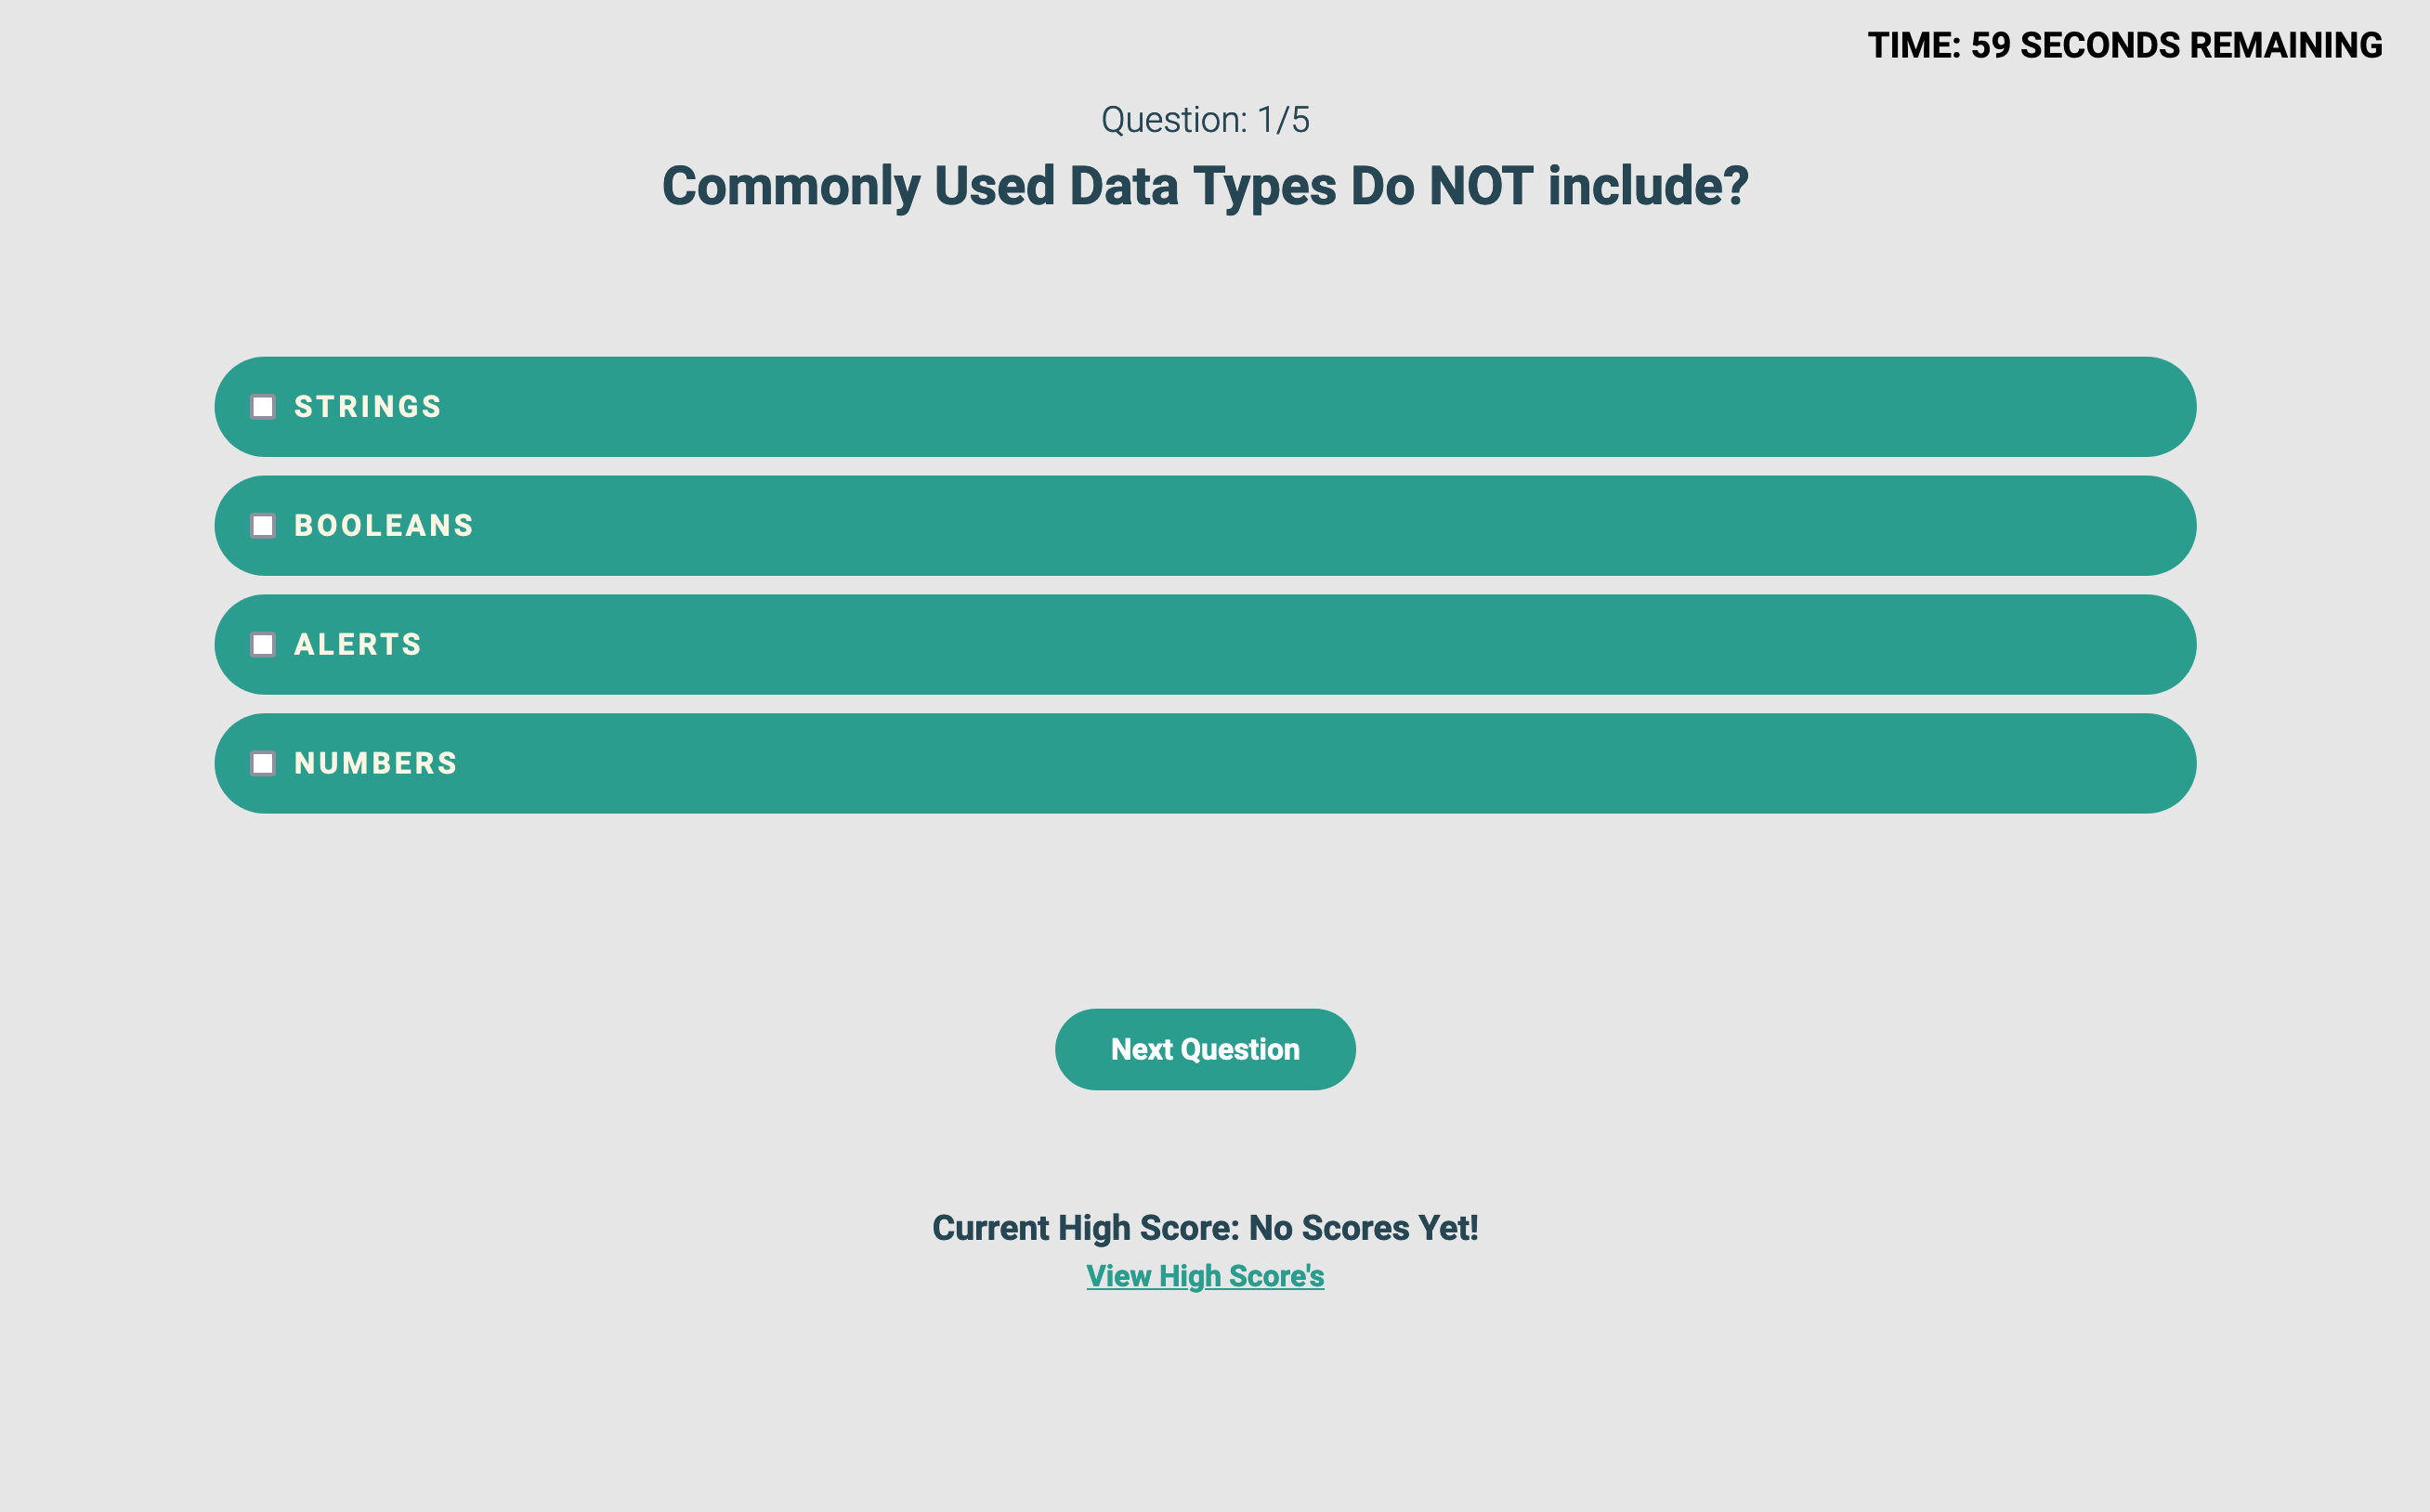 TIME: 59 SECONDS REMAINING
Question: 1/5
Commonly Used Data Types Do NOT include?
STRINGS
BOOLEANS
ALERTS
NUMBERS
Next Question
Current High Score: No Scores Yet!
View High Score's